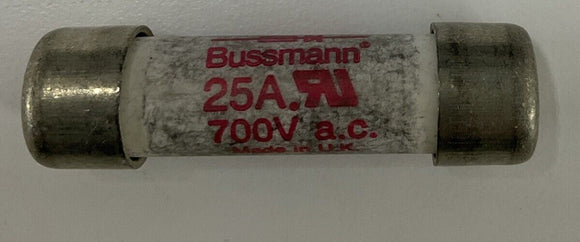 Bussmann®
25A.
700V a.c.
Made in U.K.